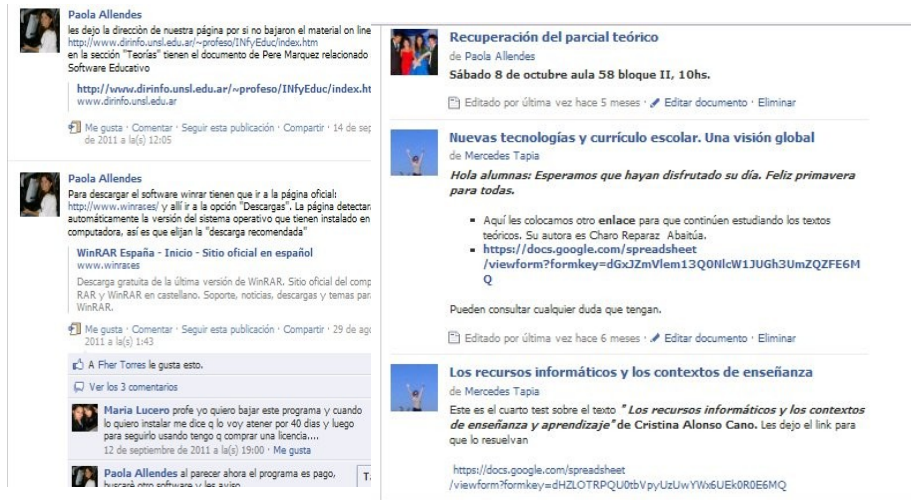 Paola Allendes
les dejo la direcciòn de nuestra página por si no bajaron el material on line
http://www.dirinfo.unsl.edu.ar/~profeso/INfyEduc/index.htm
en la sección "Teorías" tienen el documento de Pere Marquez relacionado
Software Educativo
http://www.dirinfo.unsl.edu.ar/~profeso/INfyEduc/index.ht
www.dirinfo.unsl.edu.ar
Me gusta · Comentar · Seguir esta publicación · Compartir · 14 de sep
de 2011 a la(s) 12:05
Paola Allendes
Para descargar el software winrar tienen que ir a la página oficial:
http://www.winrar.es/ y allí ir a la opción "Descargas". La página detectará
automáticamente la versión del sistema operativo que tienen instalado en
computadora, así es que elijan la "descarga recomendada"
WinRAR España - Inicio - Sitio oficial en español
www.winrar.es
Descarga gratuita de la última versión de WinRAR. Sitio oficial del comp
RAR y WinRAR en castellano. Soporte, noticias, descargas y temas para
WinRAR.
Me gusta · Comentar · Seguir esta publicación · Compartir · 29 de ago
2011 a la(s) 1:43
A Fher Torres le gusta esto.
Ver los 3 comentarios
Maria Lucero profe yo quiero bajar este programa y cuando
lo quiero instalar me dice q lo voy atener por 40 dias y luego
para seguirlo usando tengo q comprar una licencia....
12 de septiembre de 2011 a la(s) 19:00 · Me gusta
Paola Allendes al parecer ahora el programa es pago,
buscarè otro software y les aviso
Recuperación del parcial teórico
de Paola Allendes
Sábado 8 de octubre aula 58 bloque II, 10hs.
Editado por última vez hace 5 meses · Editar documento · Eliminar
Nuevas tecnologías y currículo escolar. Una visión global
de Mercedes Tapia
Hola alumnas: Esperamos que hayan disfrutado su día. Feliz primavera
para todas.
Aquí les colocamos otro enlace para que continúen estudiando los textos
teóricos. Su autora es Charo Reparaz Abaitúa.
https://docs.google.com/spreadsheet
/viewform?formkey=dGxJZmVlem13Q0NlcW1JUGh3UmZQZFE6M
Q
Pueden consultar cualquier duda que tengan.
Editado por última vez hace 6 meses · Editar documento · Eliminar
Los recursos informáticos y los contextos de enseñanza
de Mercedes Tapia
Este es el cuarto test sobre el texto " Los recursos informáticos y los contextos
de enseñanza y aprendizaje" de Cristina Alonso Cano. Les dejo el link para
que lo resuelvan
https://docs.google.com/spreadsheet
/viewform?formkey=dHZLOTRPQU0tbVpyUzUwYWx6UEk0R0E6MQ